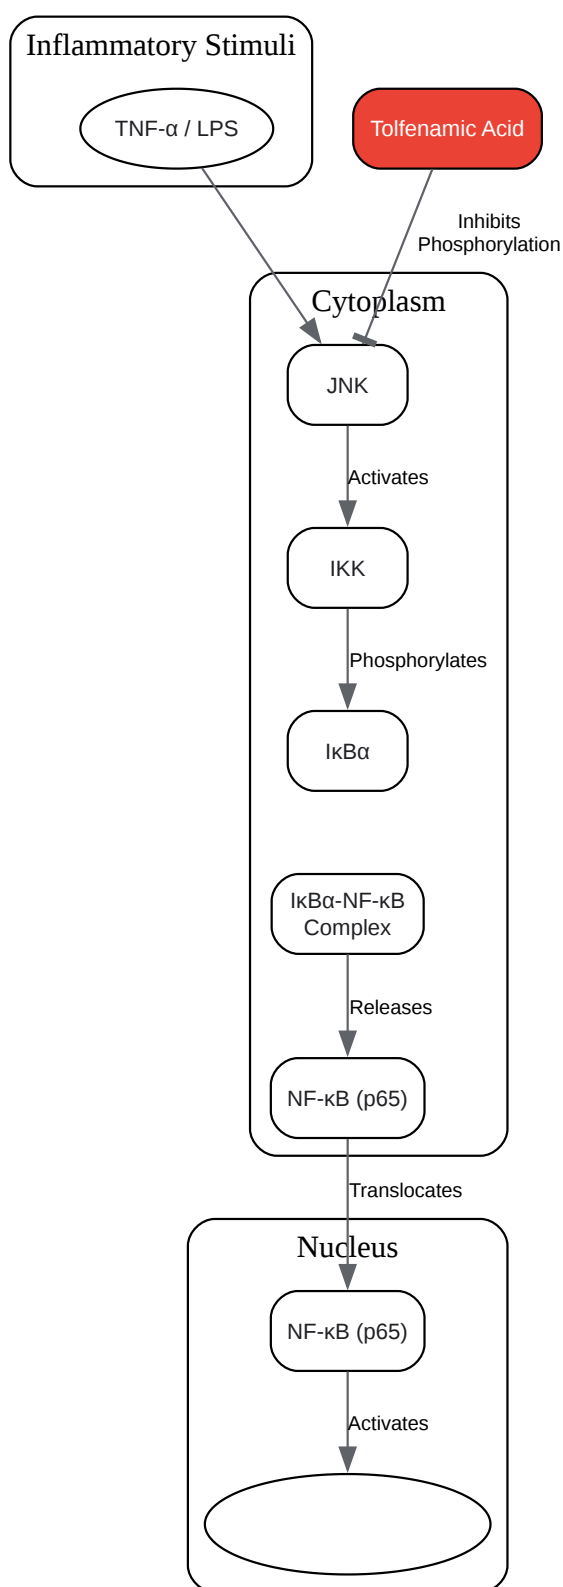 Inflammatory Stimuli
TNF-α / LPS
Tolfenamic Acid
Inhibits
Phosphorylation
Cytoplasm
JNK
Activates
IKK
Phosphorylates
IκBα
IκBα-NF-κB
Complex
Releases
NF-κB (p65)
Translocates
Nucleus
NF-κB (p65)
Activates